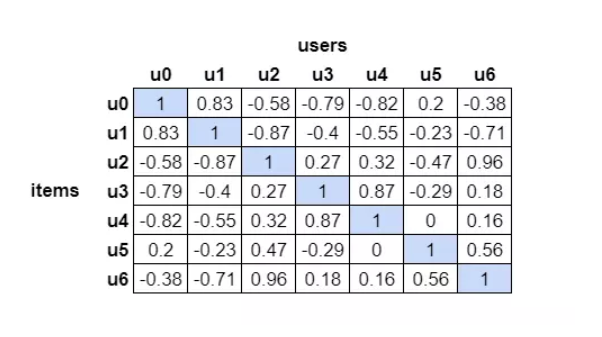 users
u0 u1 u2 u3 u4 u5 u6
u0 1 0.83 -0.58 -0.79 -0.82 0.2 -0.38
u1 0.83 1 -0.87 -0.4 -0.55 -0.23 -0.71
u2 -0.58 -0.87 1 0.27 0.32 -0.47 0.96
items u3 -0.79 -0.4 0.27 1 0.87 -0.29 0.18
u4 -0.82 -0.55 0.32 0.87 1 0 0.16
u5 0.2 -0.23 0.47 -0.29 0 1 0.56
u6 -0.38 -0.71 0.96 0.18 0.16 0.56 1